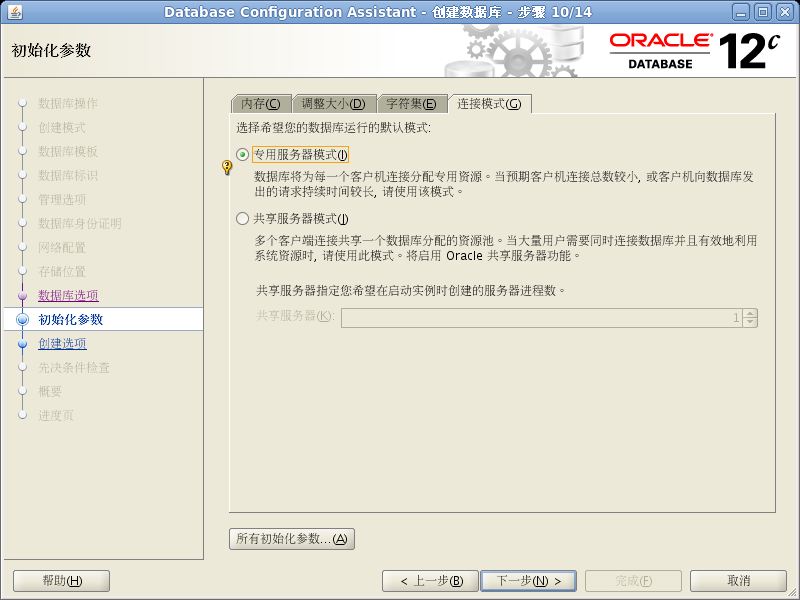 Database Configuration Assistant - 创建数据库 - 步骤 10/14
初始化参数
ORACLE
DATABASE
12c
数据库操作
创建模式
数据库模板
数据库标识
管理选项
数据库身份证明
网络配置
存储位置
数据库选项
初始化参数
创建选项
先决条件检查
概要
进度页
内存(C) 调整大小(D) 字符集(E) 连接模式(G)
选择希望您的数据库运行的默认模式:
专用服务器模式(I)
数据库将为每一个客户机连接分配专用资源。当预期客户机连接总数较小, 或客户机向数据库发
出的请求持续时间较长, 请使用该模式。
共享服务器模式(J)
多个客户端连接共享一个数据库分配的资源池。当大量用户需要同时连接数据库并且有效地利用
系统资源时, 请使用此模式。将启用 Oracle 共享服务器功能。
共享服务器指定您希望在启动实例时创建的服务器进程数。
共享服务器(K): 1
所有初始化参数...(A)
帮助(H) < 上一步(B) 下一步(N) > 完成(F) 取消